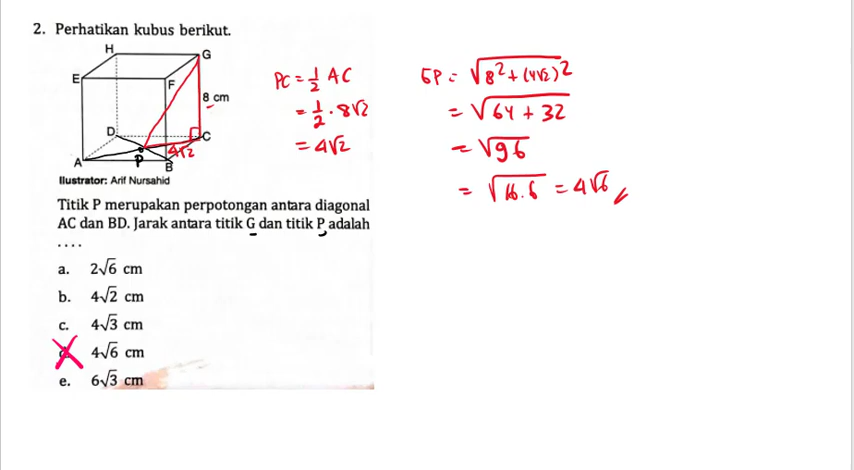 2. Perhatikan kubus berikut.
H
G
E
F
8 cm
D
C
4√2
A
P
B
Ilustrator: Arif Nursahid
Titik P merupakan perpotongan antara diagonal
AC dan BD. Jarak antara titik G dan titik P adalah
....
a. 2√6 cm
b. 4√2 cm
c. 4√3 cm
4√6 cm
e. 6√3 cm
PC = 1/2 AC
= 1/2 . 8√2
= 4√2
GP = √8² + (4√2)²
= √64 + 32
= √96
= √16.6 = 4√6